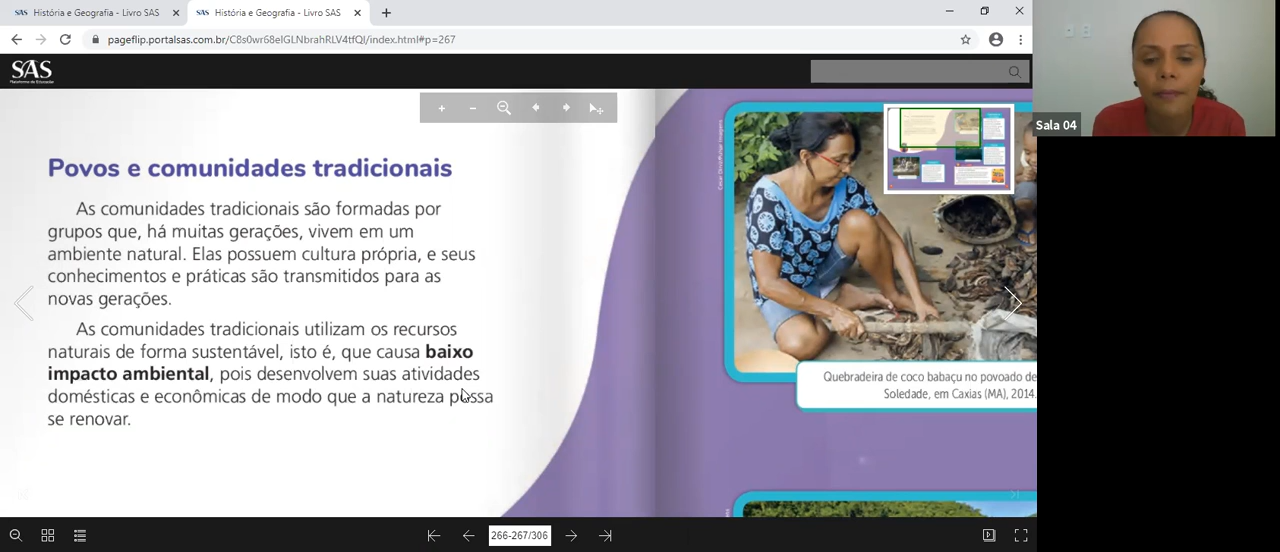 SAS História e Geografia - Livro SAS
SAS História e Geografia - Livro SAS
pageflip.portalsas.com.br/C8s0wr68eIGLNbrahRLV4tfQI/index.html#p=267
SAS
Plataforma de Educação
Sala 04
Povos e comunidades tradicionais
As comunidades tradicionais são formadas por
grupos que, há muitas gerações, vivem em um
ambiente natural. Elas possuem cultura própria, e seus
conhecimentos e práticas são transmitidos para as
novas gerações.
As comunidades tradicionais utilizam os recursos
naturais de forma sustentável, isto é, que causa baixo
impacto ambiental, pois desenvolvem suas atividades
domésticas e econômicas de modo que a natureza possa
se renovar.
Quebradeira de coco babaçu no povoado de
Soledade, em Caxias (MA), 2014.
266-267/306